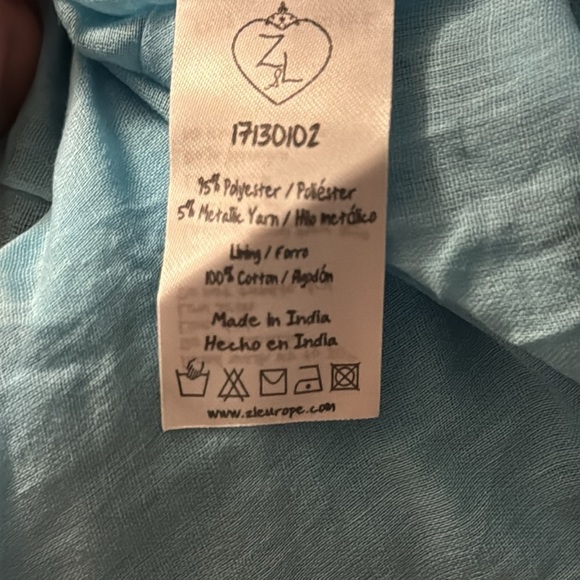 Z&L
17130102
95% Polyester / Poliéster
5% Metallic Yarn / Hilo metálico
Lining / Forro
100% Cotton / Algodón
Made in India
Hecho en India
www.zleurope.com